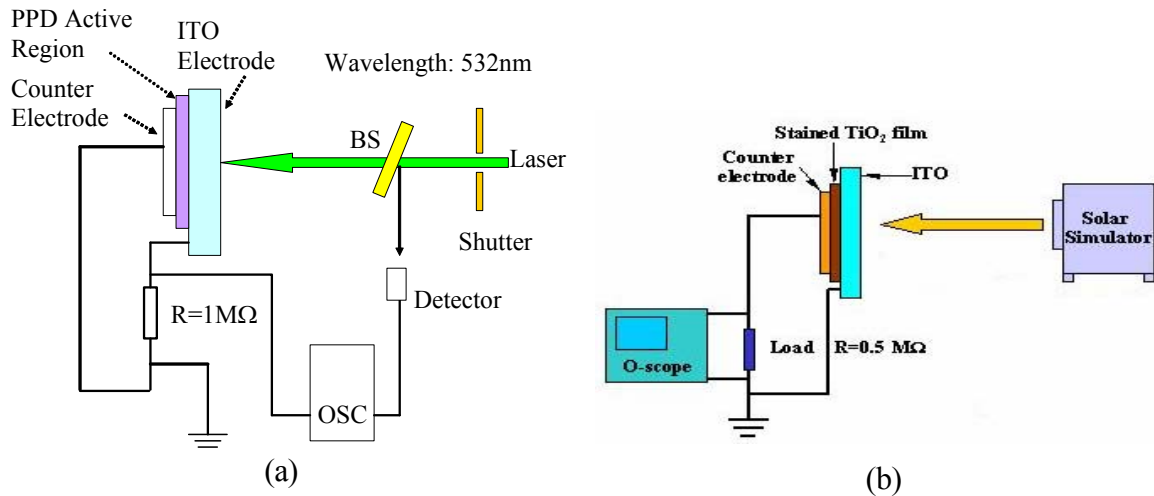 PPD Active
Region
ITO
Electrode
Counter
Electrode
Wavelength: 532nm
BS
Laser
Shutter
Detector
R=1MΩ
OSC
(a)
Stained TiO₂ film
Counter
electrode
ITO
Solar
Simulator
Load R=0.5 MΩ
O-scope
(b)